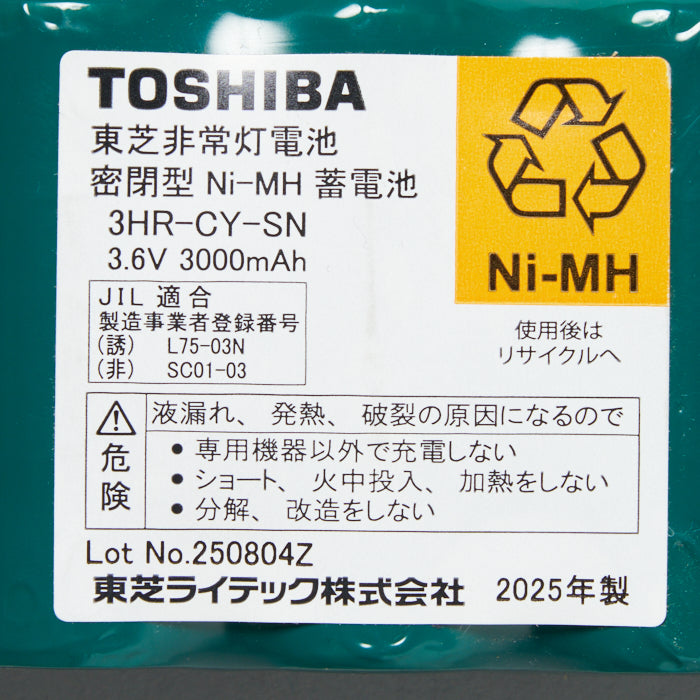 TOSHIBA
東芝非常灯電池
密閉型 Ni-MH 蓄電池
3HR-CY-SN
3.6V 3000mAh
JIL 適合
製造事業者登録番号
(誘) L75-03N
(非) SC01-03
Ni-MH
使用後は
リサイクルへ
危険
液漏れ、発熱、破裂の原因になるので
• 専用機器以外で充電しない
• ショート、火中投入、加熱をしない
• 分解、改造をしない
Lot No.250804Z
東芝ライテック株式会社 2025年製